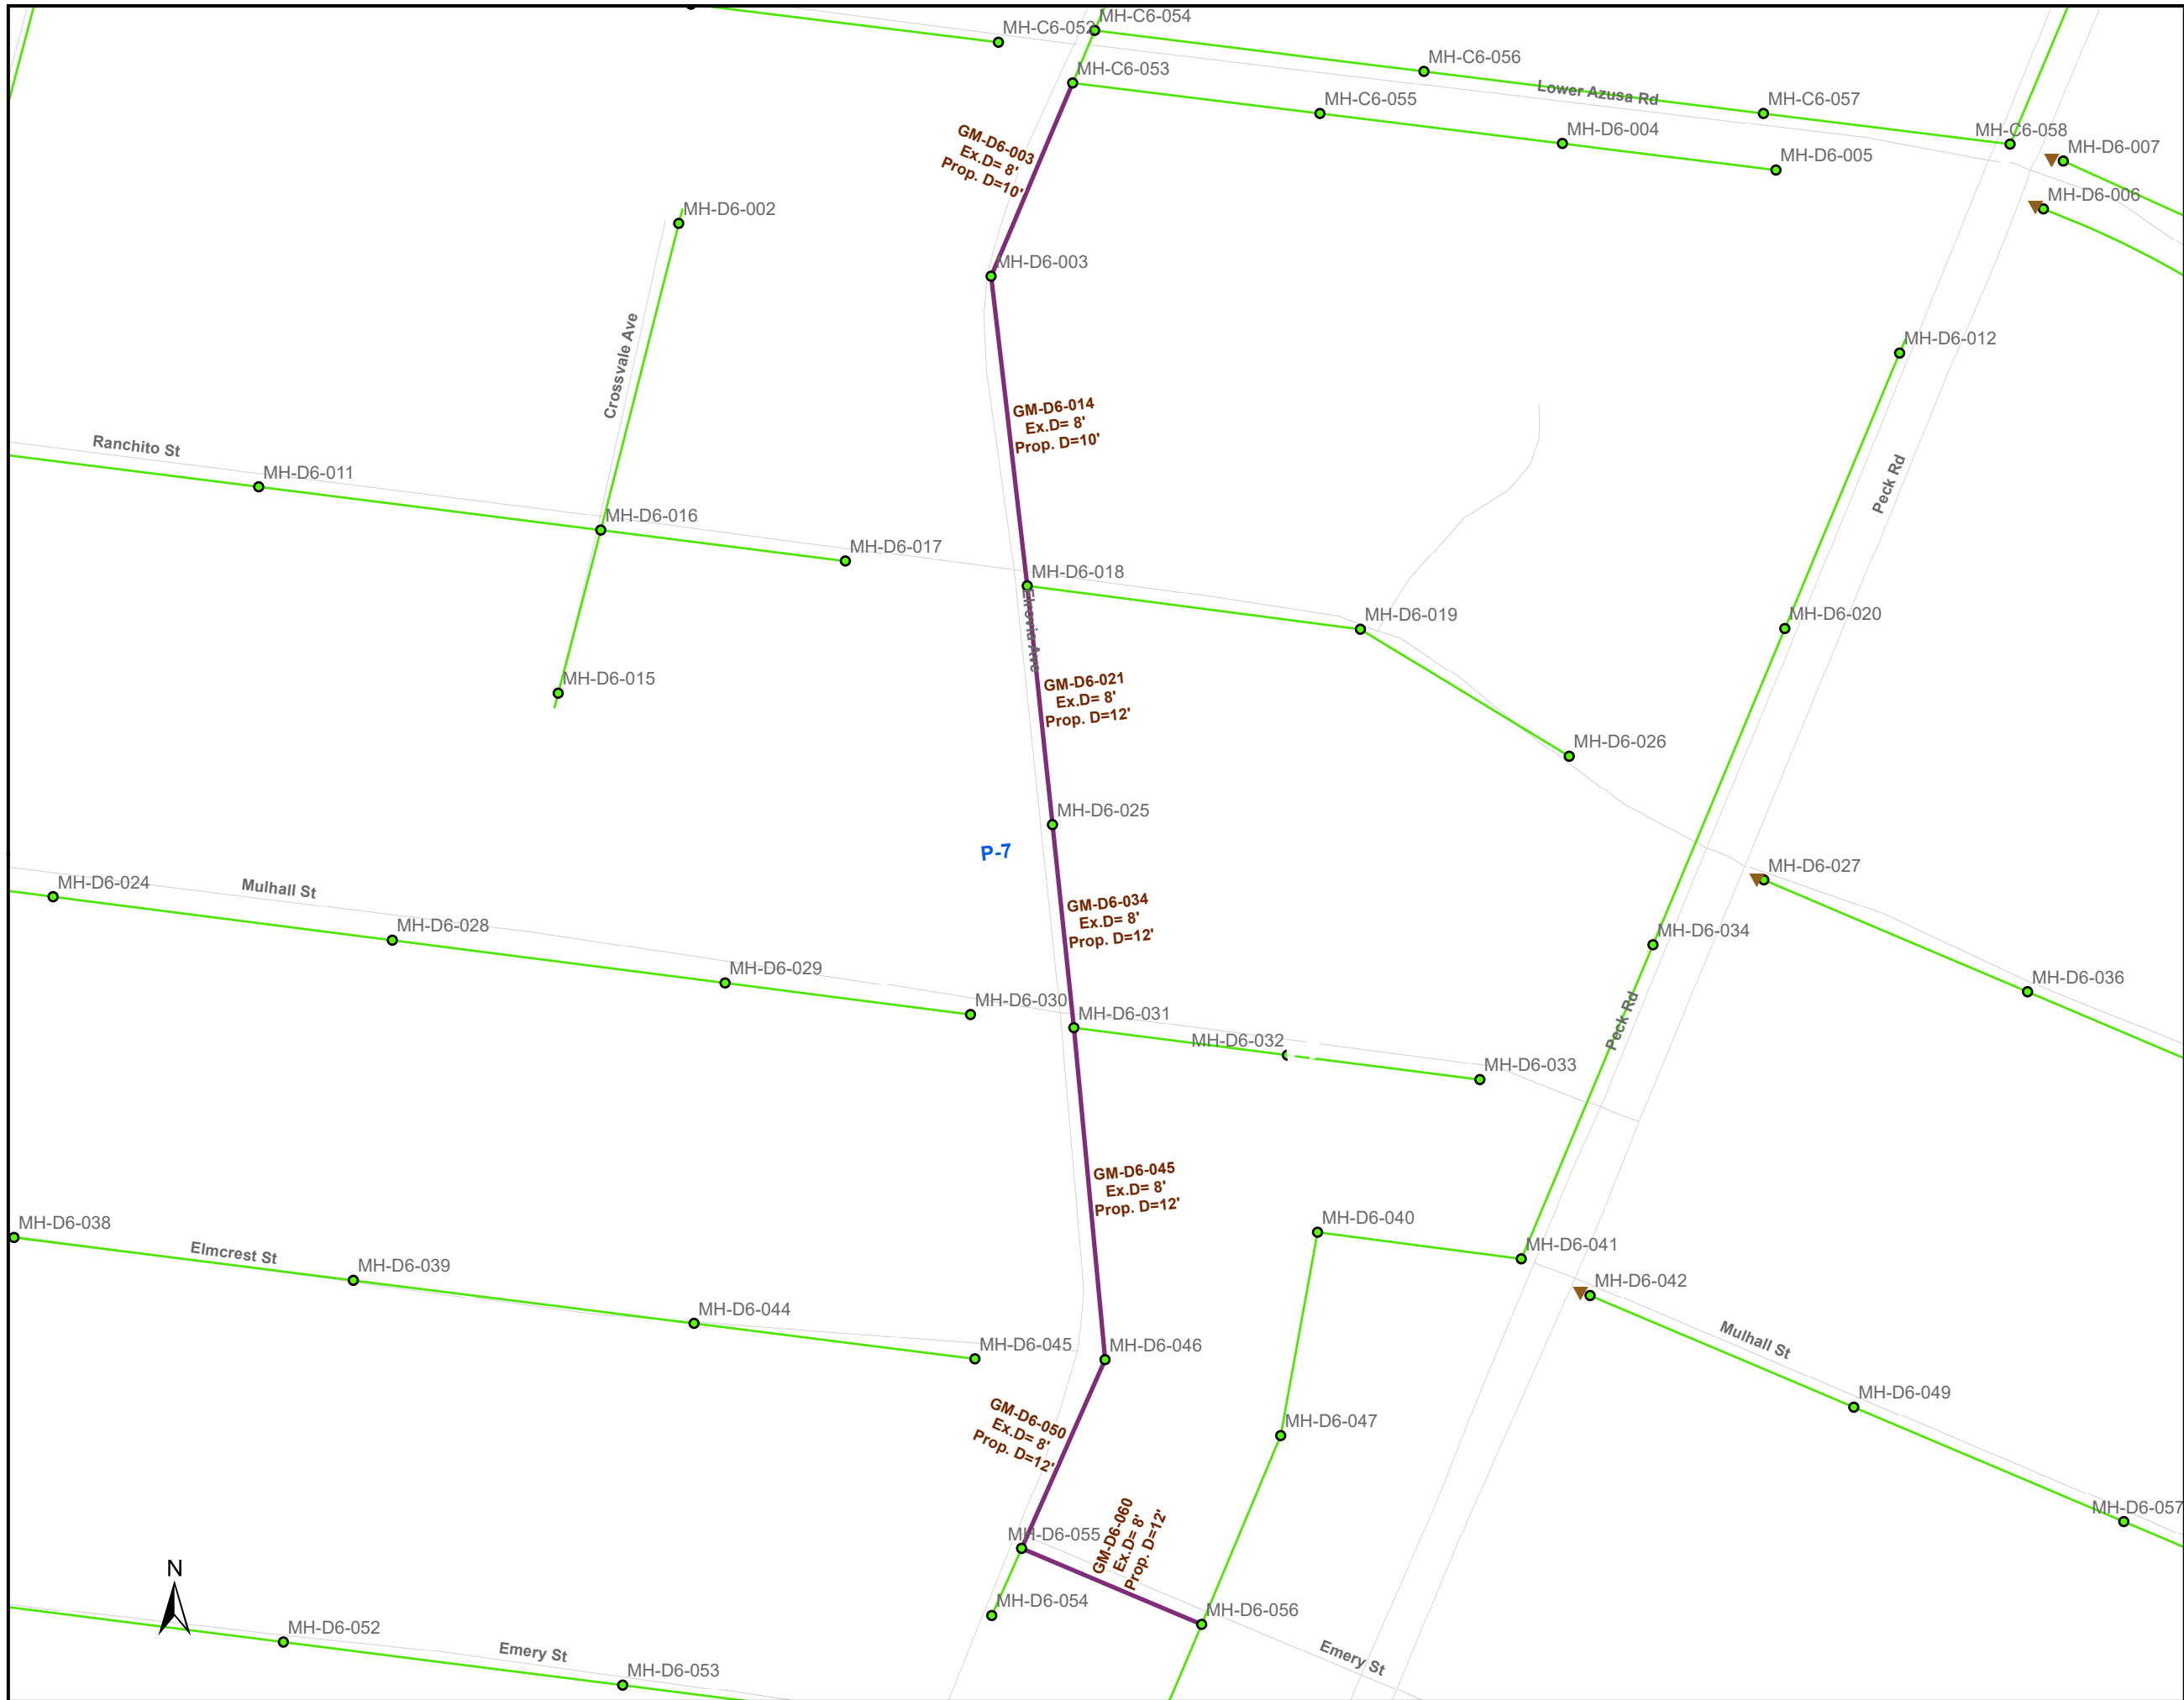 MH-C6-054
MH-C6-052
MH-C6-056
MH-C6-053
Lower Azusa Rd
MH-C6-057
MH-C6-055
MH-D6-004
MH-C6-058
MH-D6-007
MH-D6-005
GM-D6-003
Ex.D= 8'
Prop. D=10'
MH-D6-006
MH-D6-002
MH-D6-003
MH-D6-012
Crossvale Ave
GM-D6-014
Ex.D= 8'
Prop. D=10'
Ranchito St
MH-D6-011
Peck Rd
MH-D6-016
MH-D6-017
MH-D6-018
MH-D6-019
MH-D6-020
MH-D6-015
GM-D6-021
Ex.D= 8'
Prop. D=12'
MH-D6-026
MH-D6-025
P-7
MH-D6-027
MH-D6-024
Mulhall St
GM-D6-034
Ex.D= 8'
Prop. D=12'
MH-D6-028
MH-D6-034
MH-D6-029
MH-D6-036
MH-D6-030
MH-D6-031
Peck Rd
MH-D6-032
MH-D6-033
GM-D6-045
Ex.D= 8'
Prop. D=12'
MH-D6-038
MH-D6-040
Elmcrest St
MH-D6-039
MH-D6-041
MH-D6-042
MH-D6-044
MH-D6-045
MH-D6-046
Mulhall St
MH-D6-049
GM-D6-050
Ex.D= 8'
Prop. D=12'
MH-D6-047
MH-D6-057
MH-D6-055
GM-D6-060
Ex.D= 8'
Prop. D=12'
N
MH-D6-054
MH-D6-056
MH-D6-052
Emery St
Emery St
MH-D6-053